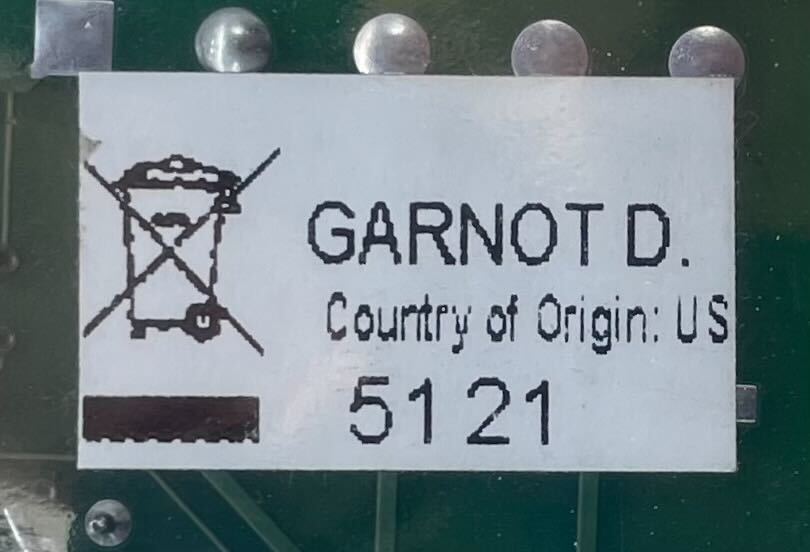 GARNOT D.
Country of Origin: US
5121